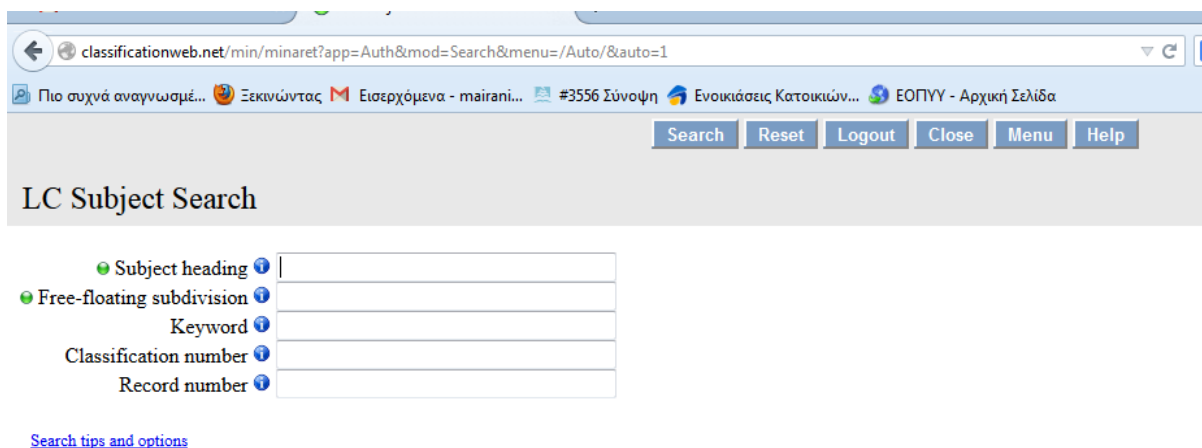 classificationweb.net/min/minaret?app=Auth&mod=Search&menu=/Auto/&auto=1
Πιο συχνά αναγνωσμέ... Ξεκινώντας Εισερχόμενα - mairani... #3556 Σύνοψη Ενοικιάσεις Κατοικιών... ΕΟΠΥΥ - Αρχική Σελίδα
Search Reset Logout Close Menu Help
LC Subject Search
Subject heading
Free-floating subdivision
Keyword
Classification number
Record number
Search tips and options